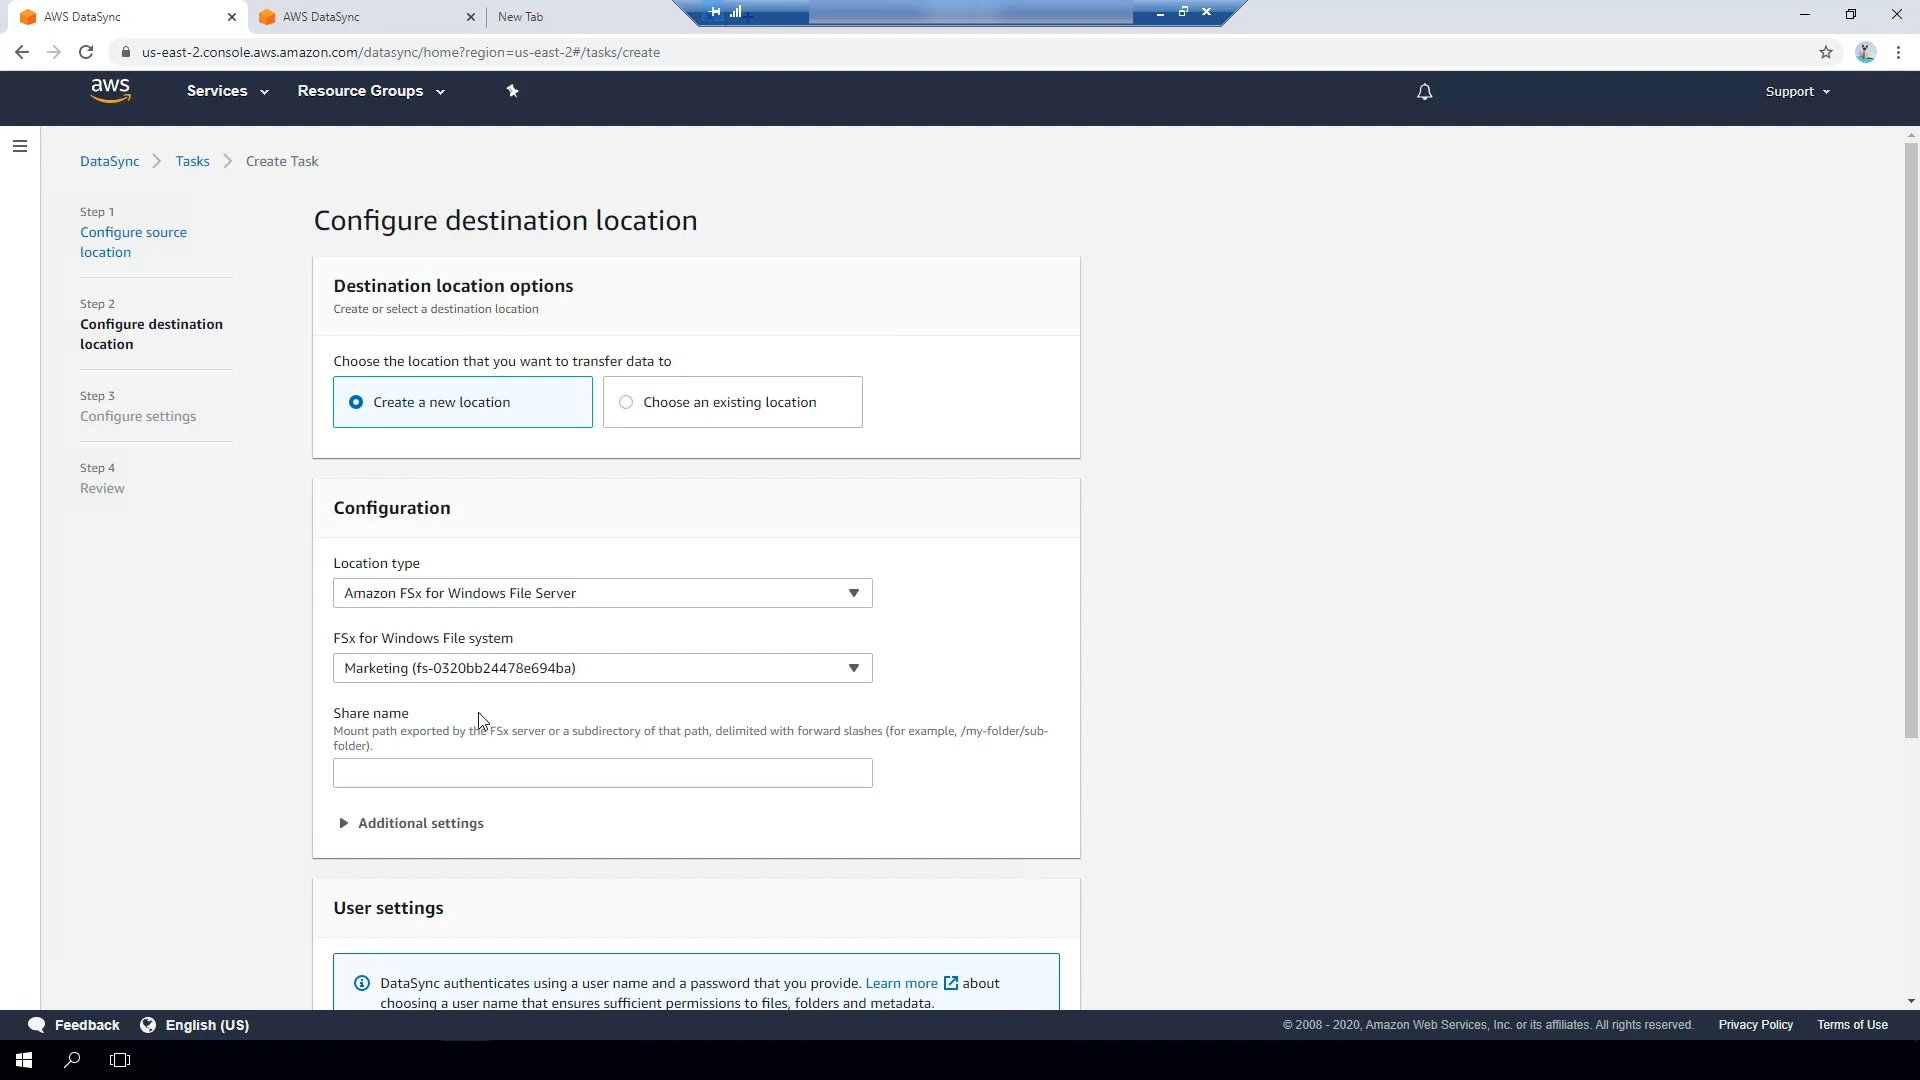 AWS DataSync
AWS DataSync
New Tab
us-east-2.console.aws.amazon.com/datasync/home?region=us-east-2#/tasks/create
aws
Services
Resource Groups
Support
DataSync
Tasks
Create Task
Step 1
Configure source
location
Step 2
Configure destination
location
Step 3
Configure settings
Step 4
Review
Configure destination location
Destination location options
Create or select a destination location
Choose the location that you want to transfer data to
Create a new location
Choose an existing location
Configuration
Location type
Amazon FSx for Windows File Server
FSx for Windows File system
Marketing (fs-0320bb24478e694ba)
Share name
Mount path exported by the FSx server or a subdirectory of that path, delimited with forward slashes (for example, /my-folder/sub-
folder).
Additional settings
User settings
DataSync authenticates using a user name and a password that you provide. Learn more about
choosing a user name that ensures sufficient permissions to files, folders and metadata.
Feedback
English (US)
© 2008 - 2020, Amazon Web Services, Inc. or its affiliates. All rights reserved.
Privacy Policy
Terms of Use